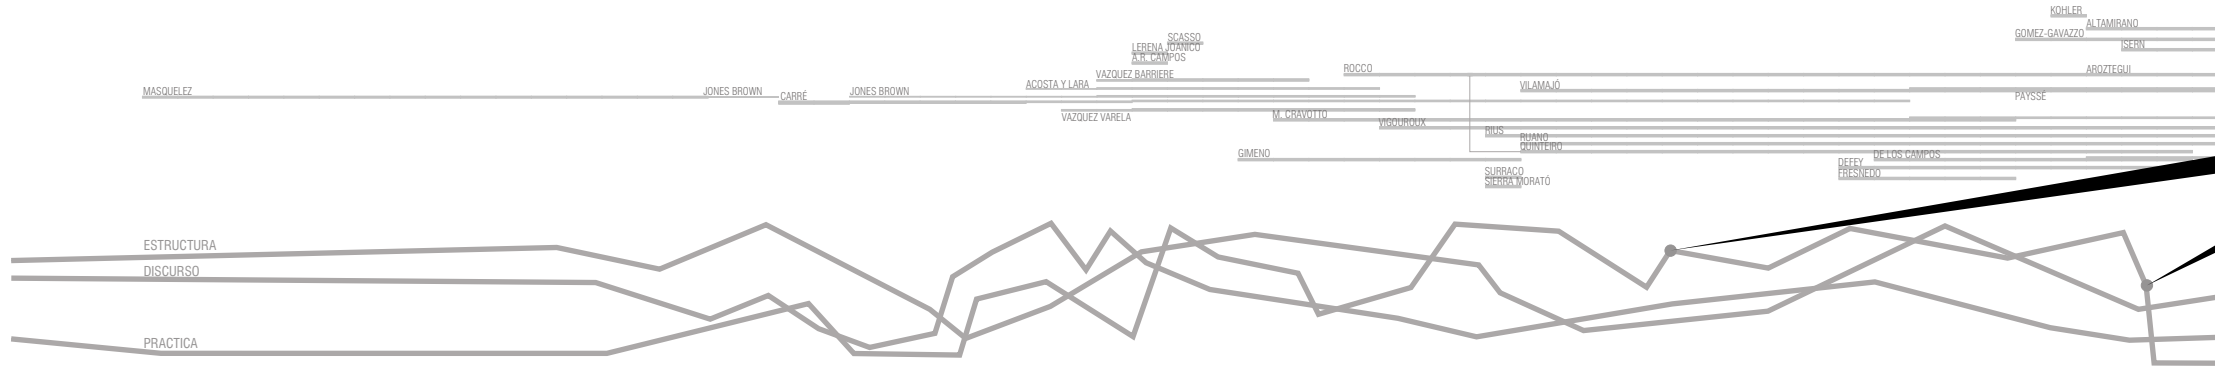 KOHLER
ALTAMIRANO
GOMEZ-GAVAZZO
SCASSO
ISERN
LERENA JOANICO
A.R. CAMPOS
ROCCO
AROZTEGUI
VAZQUEZ BARRIERE
ACOSTA Y LARA
VILAMAJÓ
MASQUELEZ
JONES BROWN
CARRÉ
JONES BROWN
PAYSSÉ
VAZQUEZ VARELA
M. CRAVOTTO
VIGOUROUX
RIUS
RUANO
QUINTEIRO
GIMENO
DE LOS CAMPOS
DEFEY
SURRACO
FRESNEDO
SIERRA MORATÓ
ESTRUCTURA
DISCURSO
PRACTICA